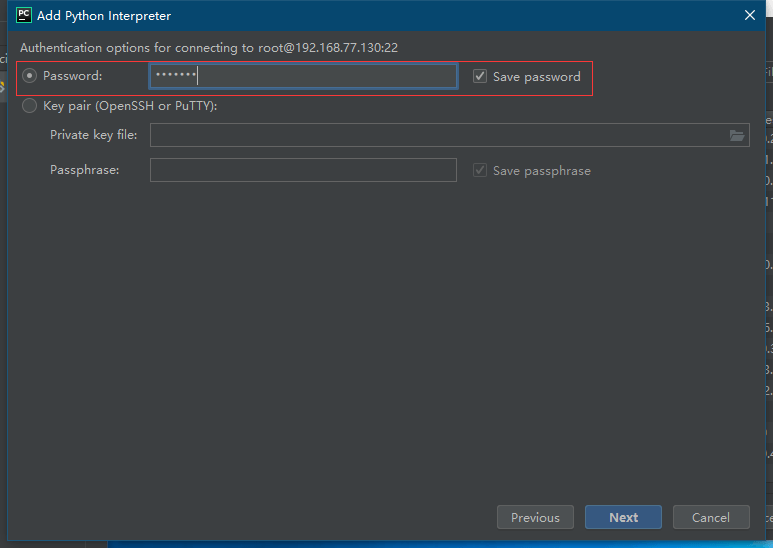 PC Add Python Interpreter
Authentication options for connecting to root@192.168.77.130:22
Password: ••••••• Save password
Key pair (OpenSSH or PuTTY):
Private key file:
Passphrase: Save passphrase
Previous Next Cancel